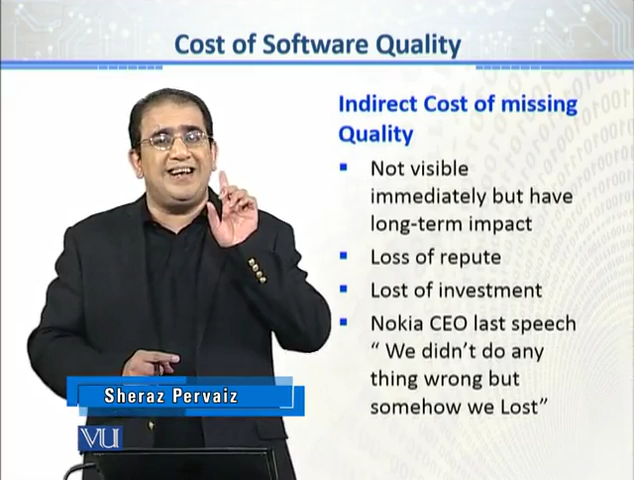 Cost of Software Quality
Indirect Cost of missing
Quality
Not visible
immediately but have
long-term impact
Loss of repute
Lost of investment
Nokia CEO last speech
“ We didn’t do any
thing wrong but
somehow we Lost”
Sheraz Pervaiz
VU